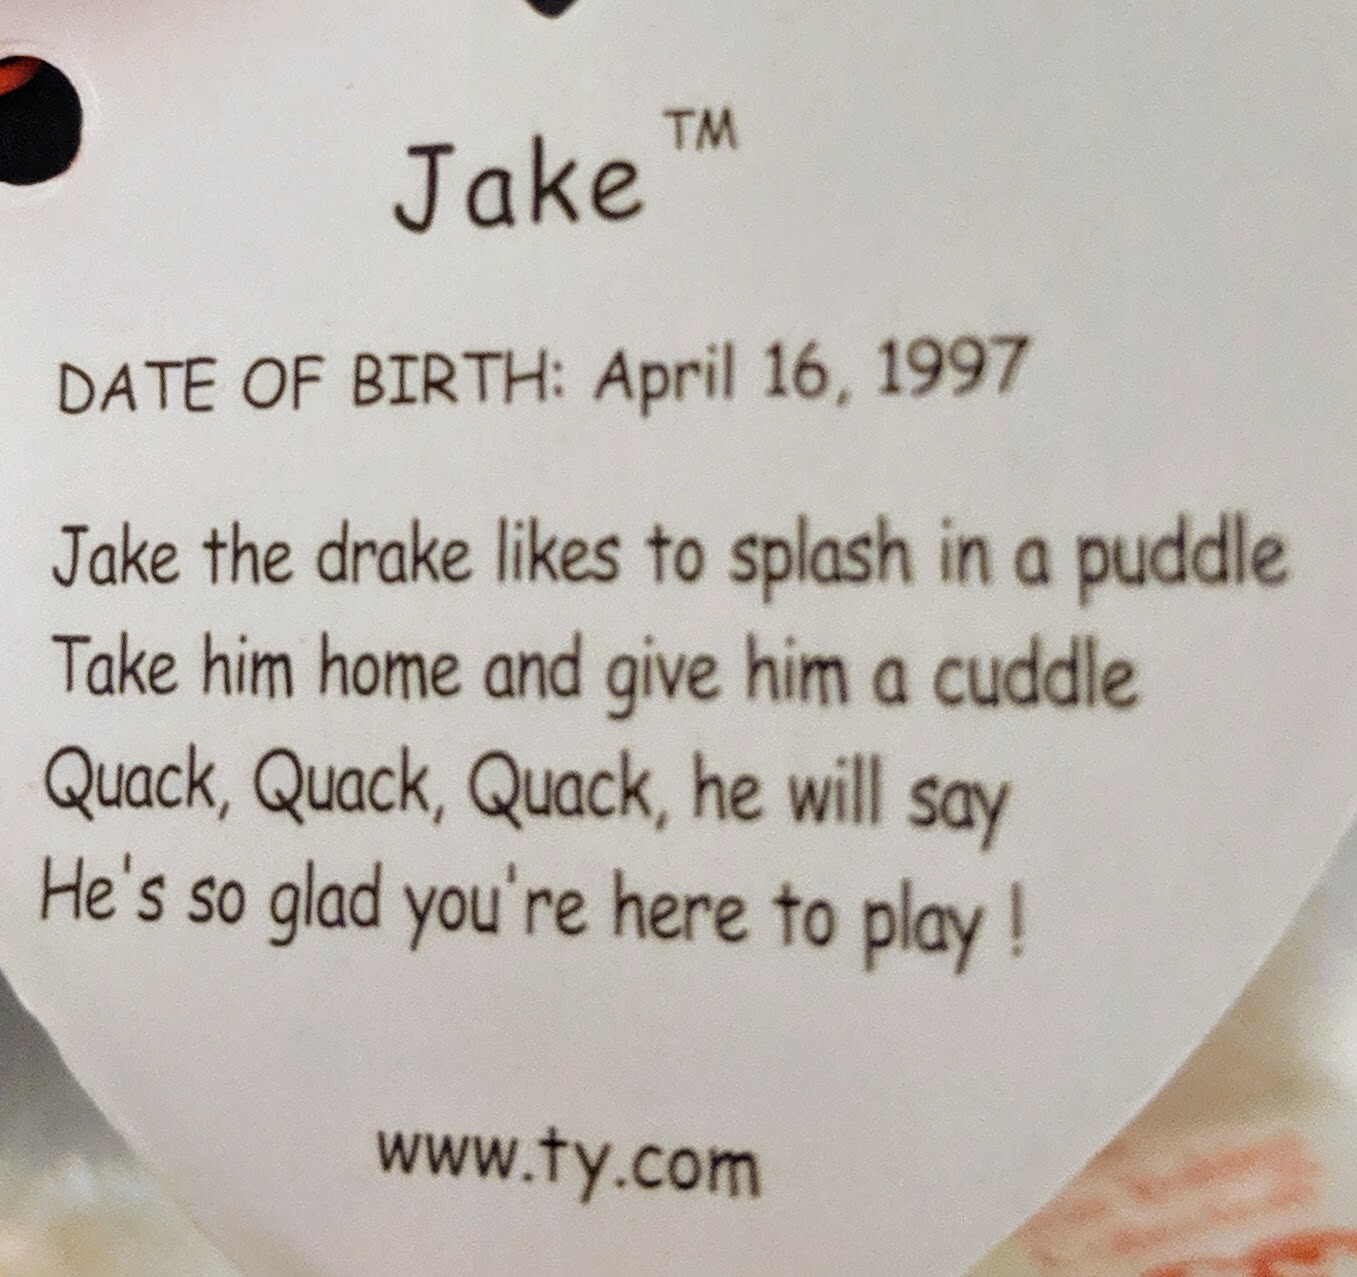 Jake™
DATE OF BIRTH: April 16, 1997
Jake the drake likes to splash in a puddle
Take him home and give him a cuddle
Quack, Quack, Quack, he will say
He's so glad you're here to play !
www.ty.com